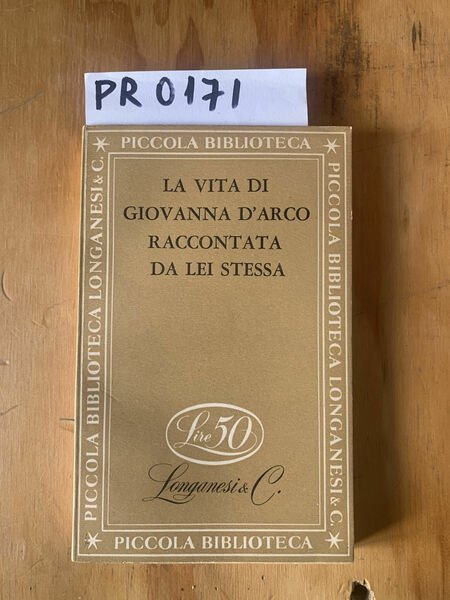 PR 0171
PICCOLA BIBLIOTECA
LA VITA DI
GIOVANNA D'ARCO
RACCONTATA
DA LEI STESSA
Lire 50
Longanesi & C.
PICCOLA BIBLIOTECA LONGANESI & C.
PICCOLA BIBLIOTECA LONGANESI & C.
PICCOLA BIBLIOTECA